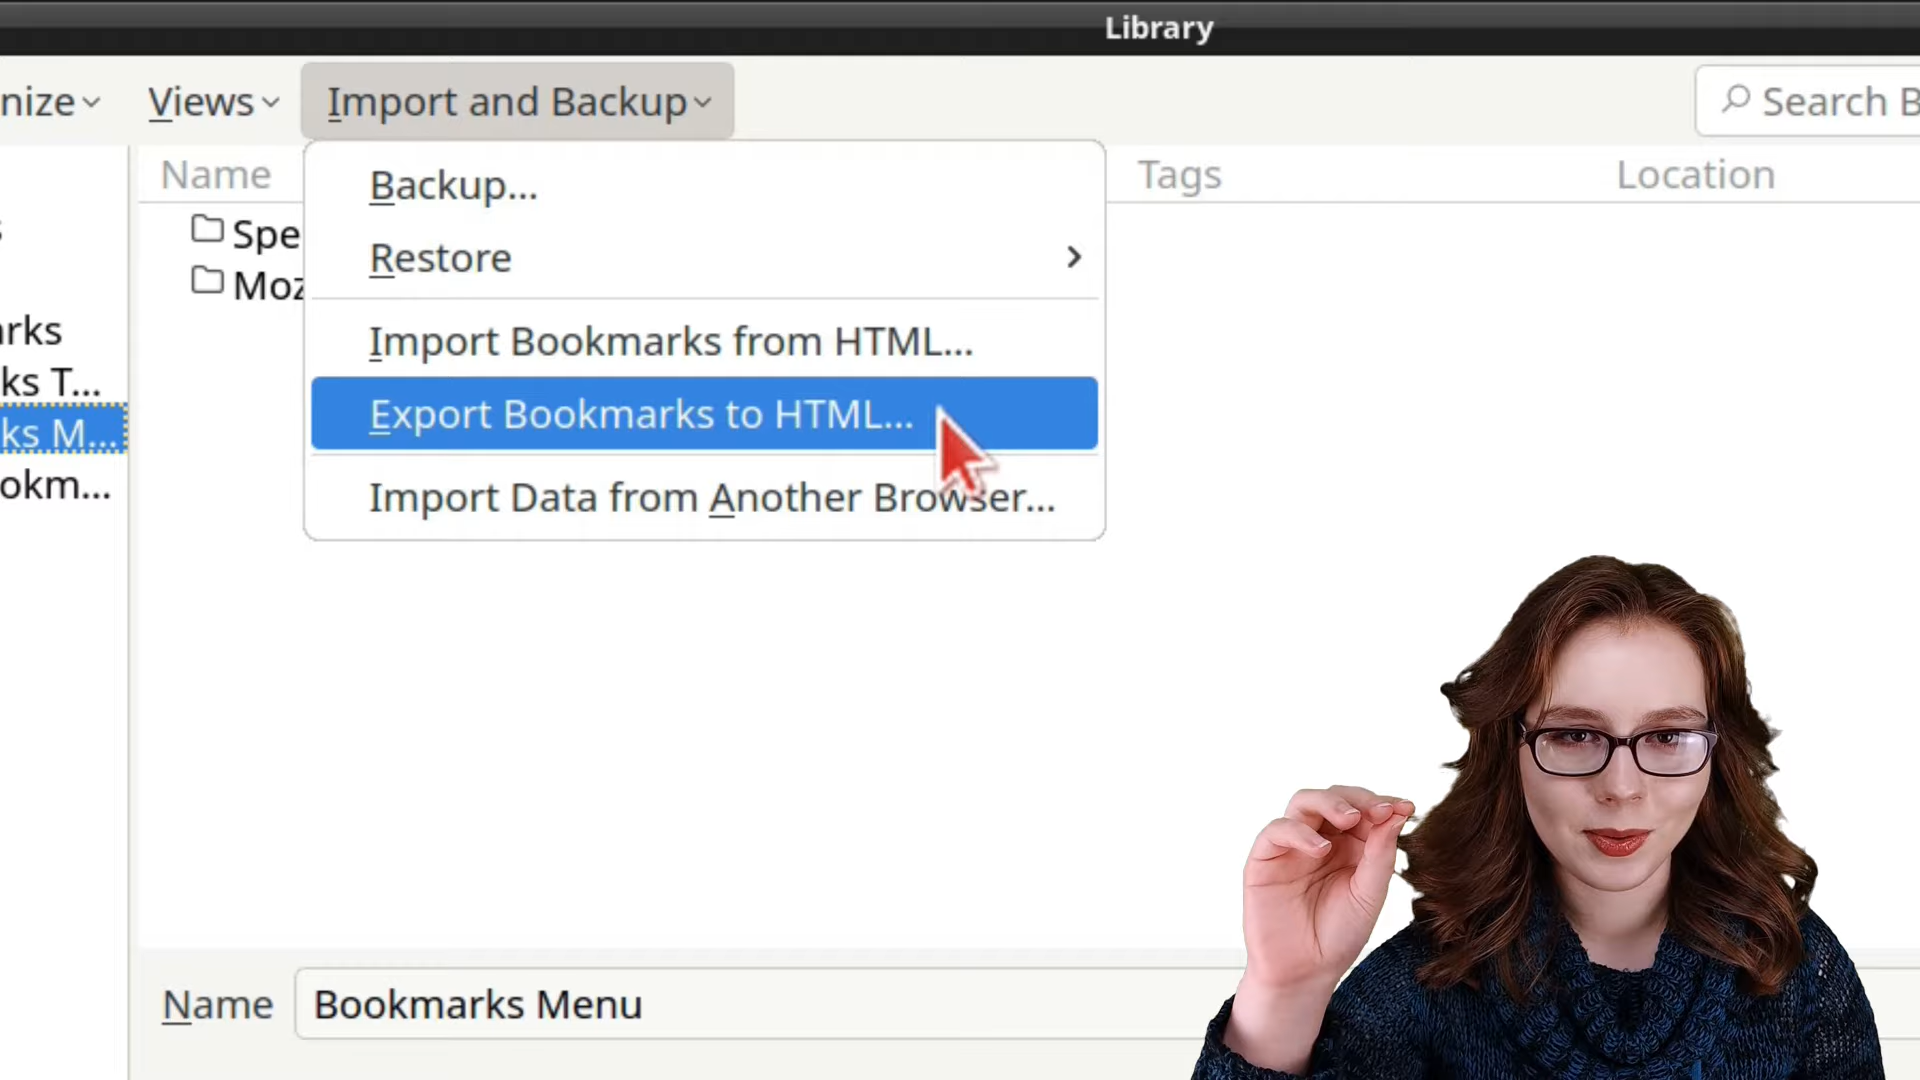 Library
nize
Views
Import and Backup
Search B
Name
Tags
Location
Backup...
Restore
Import Bookmarks from HTML...
Export Bookmarks to HTML...
Import Data from Another Browser...
Spe
Moz
s
arks
ks T...
ks M...
okm...
Name
Bookmarks Menu